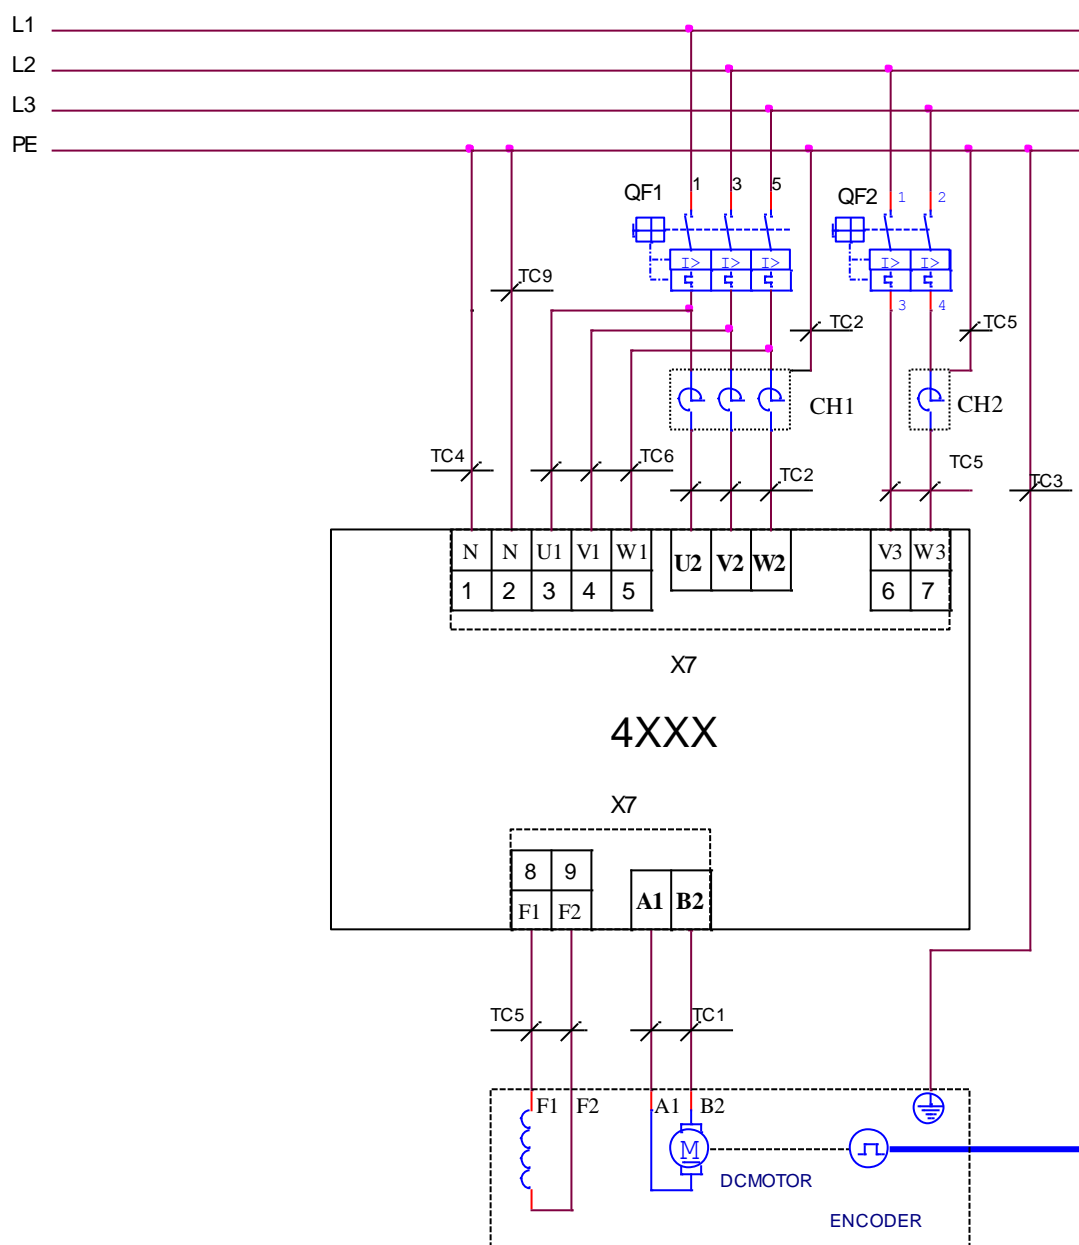 L1
L2
L3
PE
QF1 1 3 5 QF2 1 2
I> I> I> I> I>
TC9
3 4
TC2 TC5
CH1 CH2
TC4 TC6 TC2 TC5 TC3
N N U1 V1 W1 U2 V2 W2 V3 W3
1 2 3 4 5 6 7
X7
4XXX
X7
8 9
F1 F2 A1 B2
TC5 TC1
F1 F2 A1 B2
M
DCMOTOR
ENCODER